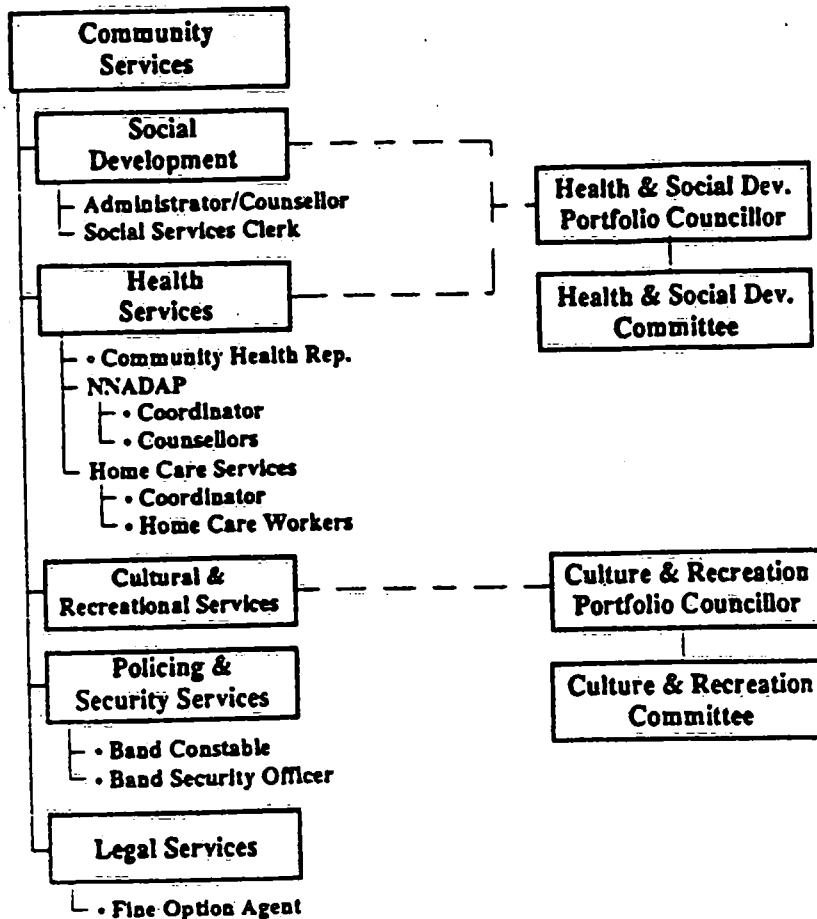 Community
Services
Social
Development
Administrator/Counsellor
Social Services Clerk
Health & Social Dev.
Portfolio Councillor
Health & Social Dev.
Committee
Health
Services
• Community Health Rep.
NNADAP
• Coordinator
• Counsellors
Home Care Services
• Coordinator
• Home Care Workers
Cultural &
Recreational Services
Culture & Recreation
Portfolio Councillor
Culture & Recreation
Committee
Policing &
Security Services
• Band Constable
• Band Security Officer
Legal Services
• Fine Option Agent